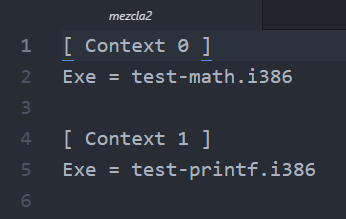 mezcla2
1 [ Context 0 ]
2 Exe = test-math.i386
3
4 [ Context 1 ]
5 Exe = test-printf.i386
6